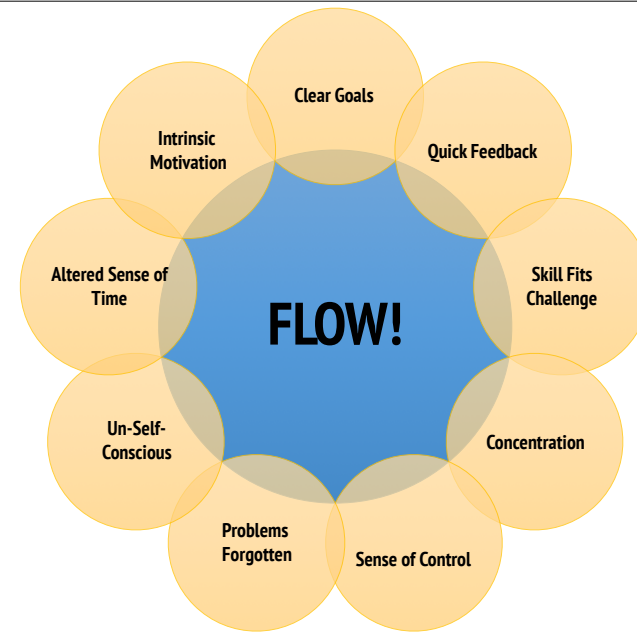 Clear Goals
Intrinsic
Motivation
Quick Feedback
Altered Sense of
Time
FLOW!
Skill Fits
Challenge
Un-Self-
Conscious
Concentration
Problems
Forgotten
Sense of Control